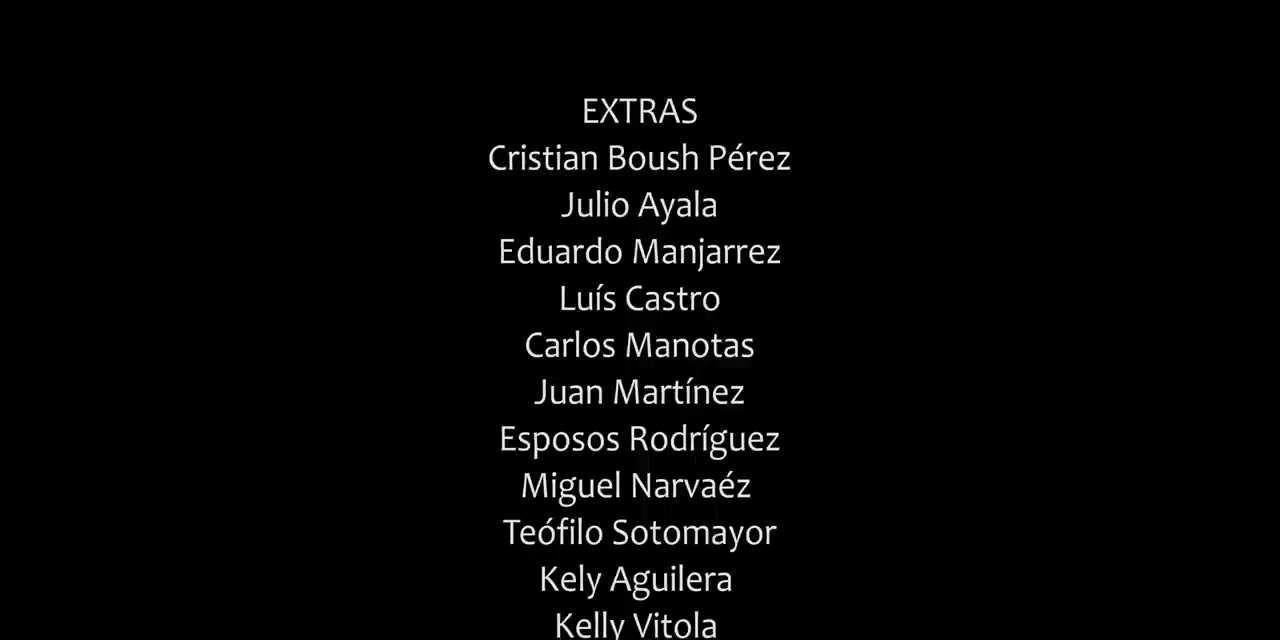 EXTRAS
Cristian Boush Pérez
Julio Ayala
Eduardo Manjarrez
Luís Castro
Carlos Manotas
Juan Martínez
Esposos Rodríguez
Miguel Narvaéz
Teófilo Sotomayor
Kely Aguilera
Kelly Vitola